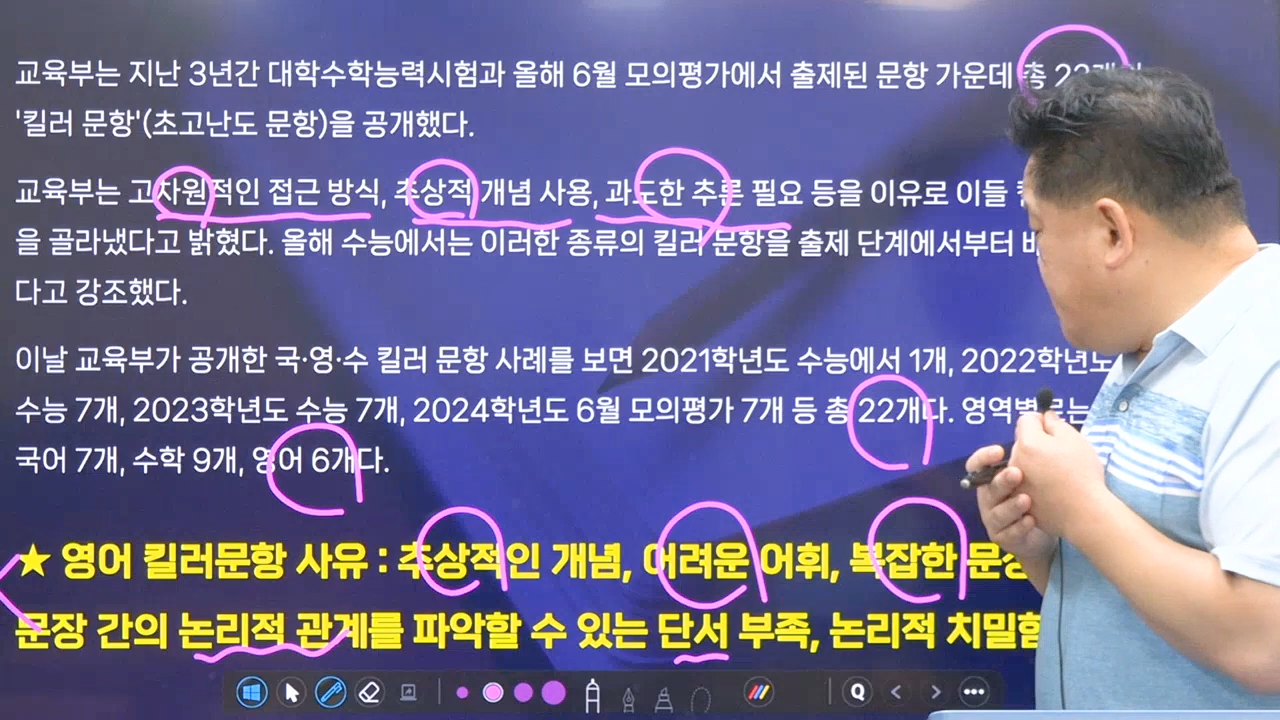 교육부는 지난 3년간 대학수학능력시험과 올해 6월 모의평가에서 출제된 문항 가운데 총
'킬러 문항'(초고난도 문항)을 공개했다.
교육부는 고차원적인 접근 방식, 추상적 개념 사용, 과도한 추론 필요 등을 이유로 이들
을 골라냈다고 밝혔다. 올해 수능에서는 이러한 종류의 킬러 문항을 출제 단계에서부터
다고 강조했다.
이날 교육부가 공개한 국·영·수 킬러 문항 사례를 보면 2021학년도 수능에서 1개, 2022학년도
수능 7개, 2023학년도 수능 7개, 2024학년도 6월 모의평가 7개 등 총 22개다.
국어 7개, 수학 9개, 영어 6개다.
★ 영어 킬러문항 사유 : 추상적인 개념, 어려운 어휘, 복잡한
문장 간의 논리적 관계를 파악할 수 있는 단서 부족, 논리적